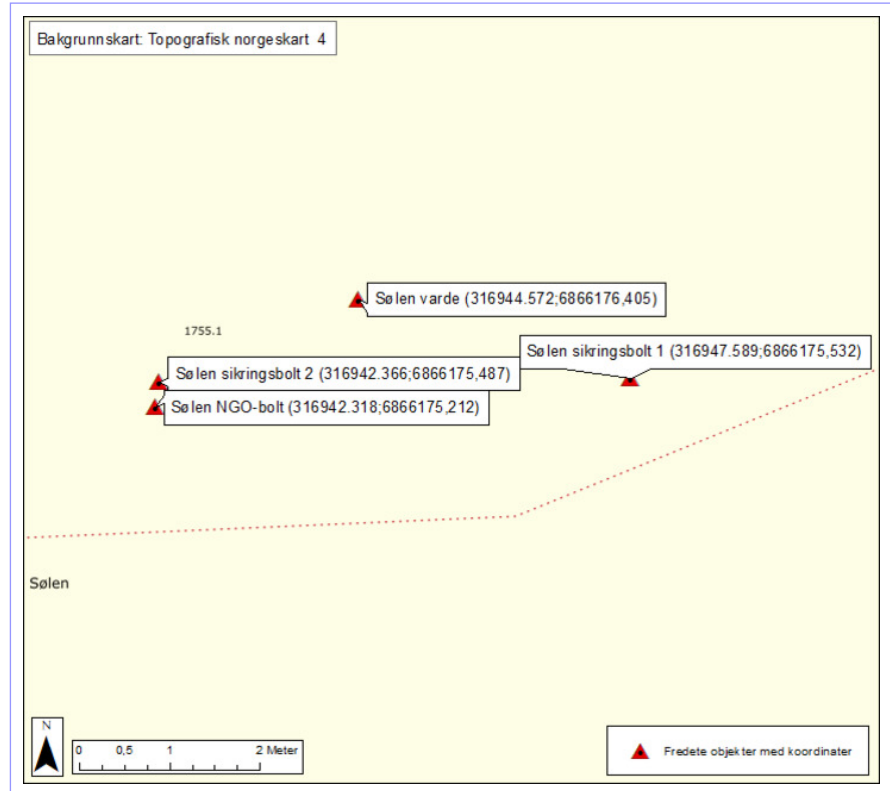 Bakgrunnskart: Topografisk norgeskart 4
Sølen varde (316944.572;6866176,405)
1755.1
Sølen sikringsbolt 1 (316947.589;6866175,532)
Sølen sikringsbolt 2 (316942.366;6866175,487)
Sølen NGO-bolt (316942.318;6866175,212)
Sølen
N
0 0,5 1 2 Meter
Fredete objekter med koordinater